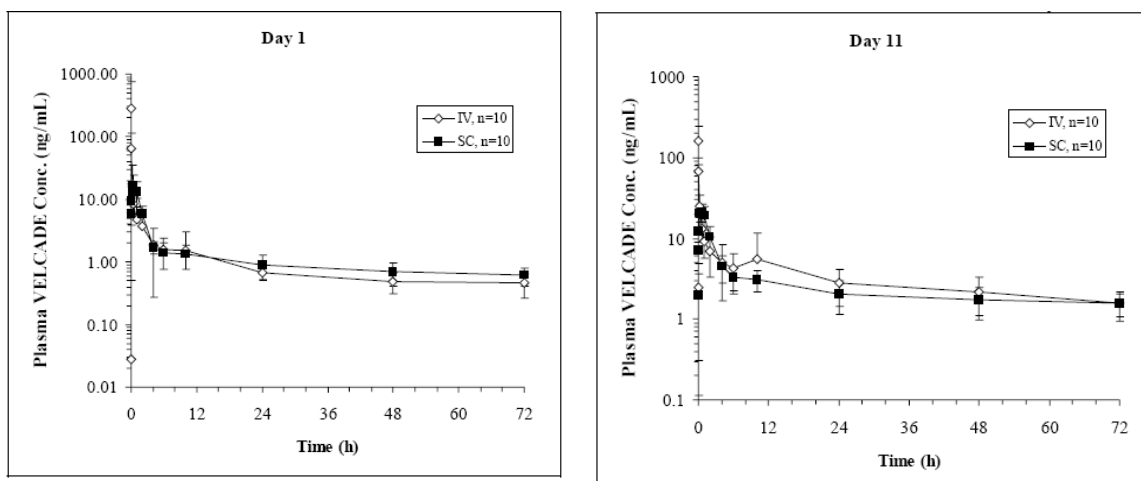 Day 1
Plasma VELCADE Conc. (ng/mL)
1000.00
100.00
10.00
1.00
0.10
0.01
IV, n=10
SC, n=10
0 12 24 36 48 60 72
Time (h)
Day 11
Plasma VELCADE Conc. (ng/mL)
1000
100
10
1
0.1
IV, n=10
SC, n=10
0 12 24 36 48 60 72
Time (h)